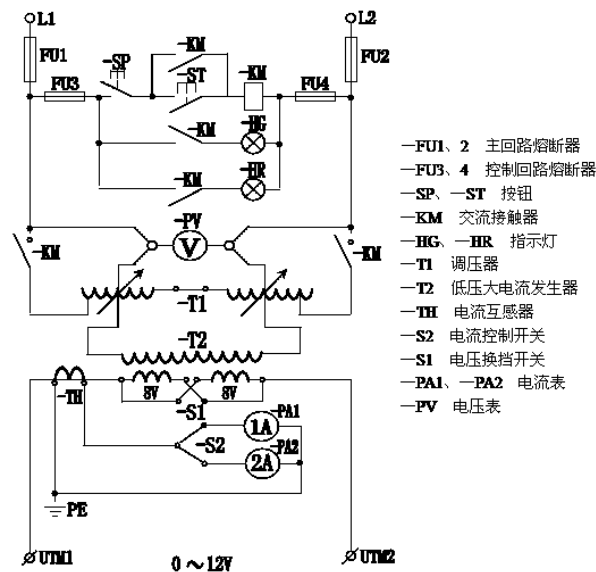 L1
L2
FU1
FU2
-KM
-SP
-ST
-KM
FU3
FU4
-HG
-KM
-HR
-KM
-PV
V
-KM
-KM
-T1
-T2
8V
8V
-TH
-S1
-PA1
1A
-S2
-PA2
2A
PE
UTM1
0～12V
UTM2
—FU1、2 主回路熔断器
—FU3、4 控制回路熔断器
—SP、—ST 按钮
—KM 交流接触器
—HG、—HR 指示灯
—T1 调压器
—T2 低压大电流发生器
—TH 电流互感器
—S2 电流控制开关
—S1 电压换挡开关
—PA1、—PA2 电流表
—PV 电压表